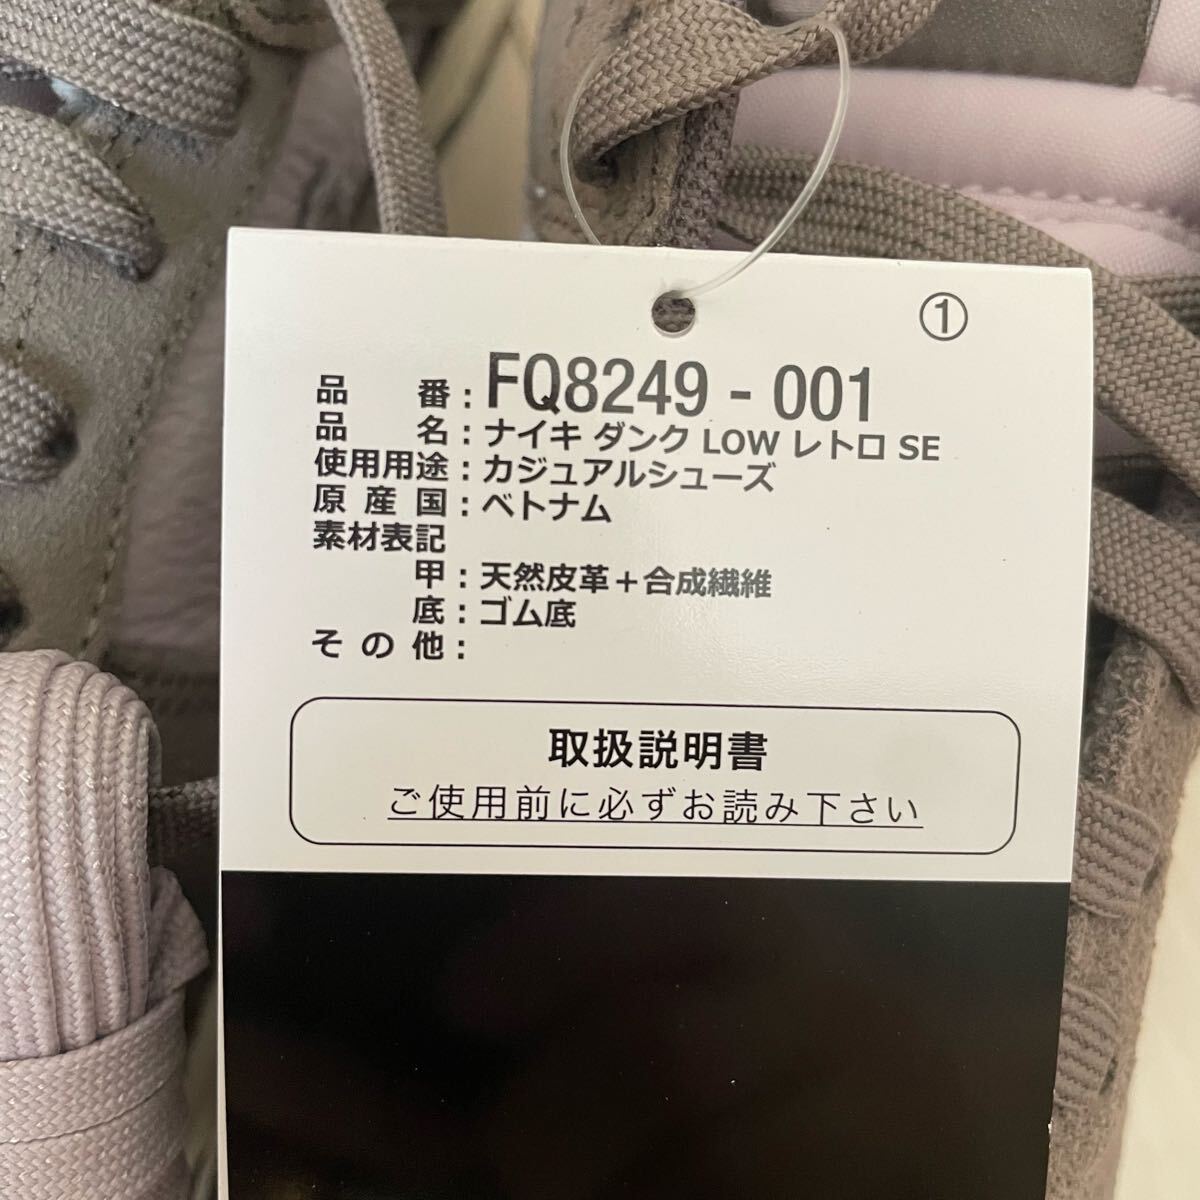 ①
品番：FQ8249 - 001
品名：ナイキ ダンク LOW レトロ SE
使用用途：カジュアルシューズ
原産国：ベトナム
素材表記
甲：天然皮革＋合成繊維
底：ゴム底
その他：
取扱説明書
ご使用前に必ずお読み下さい